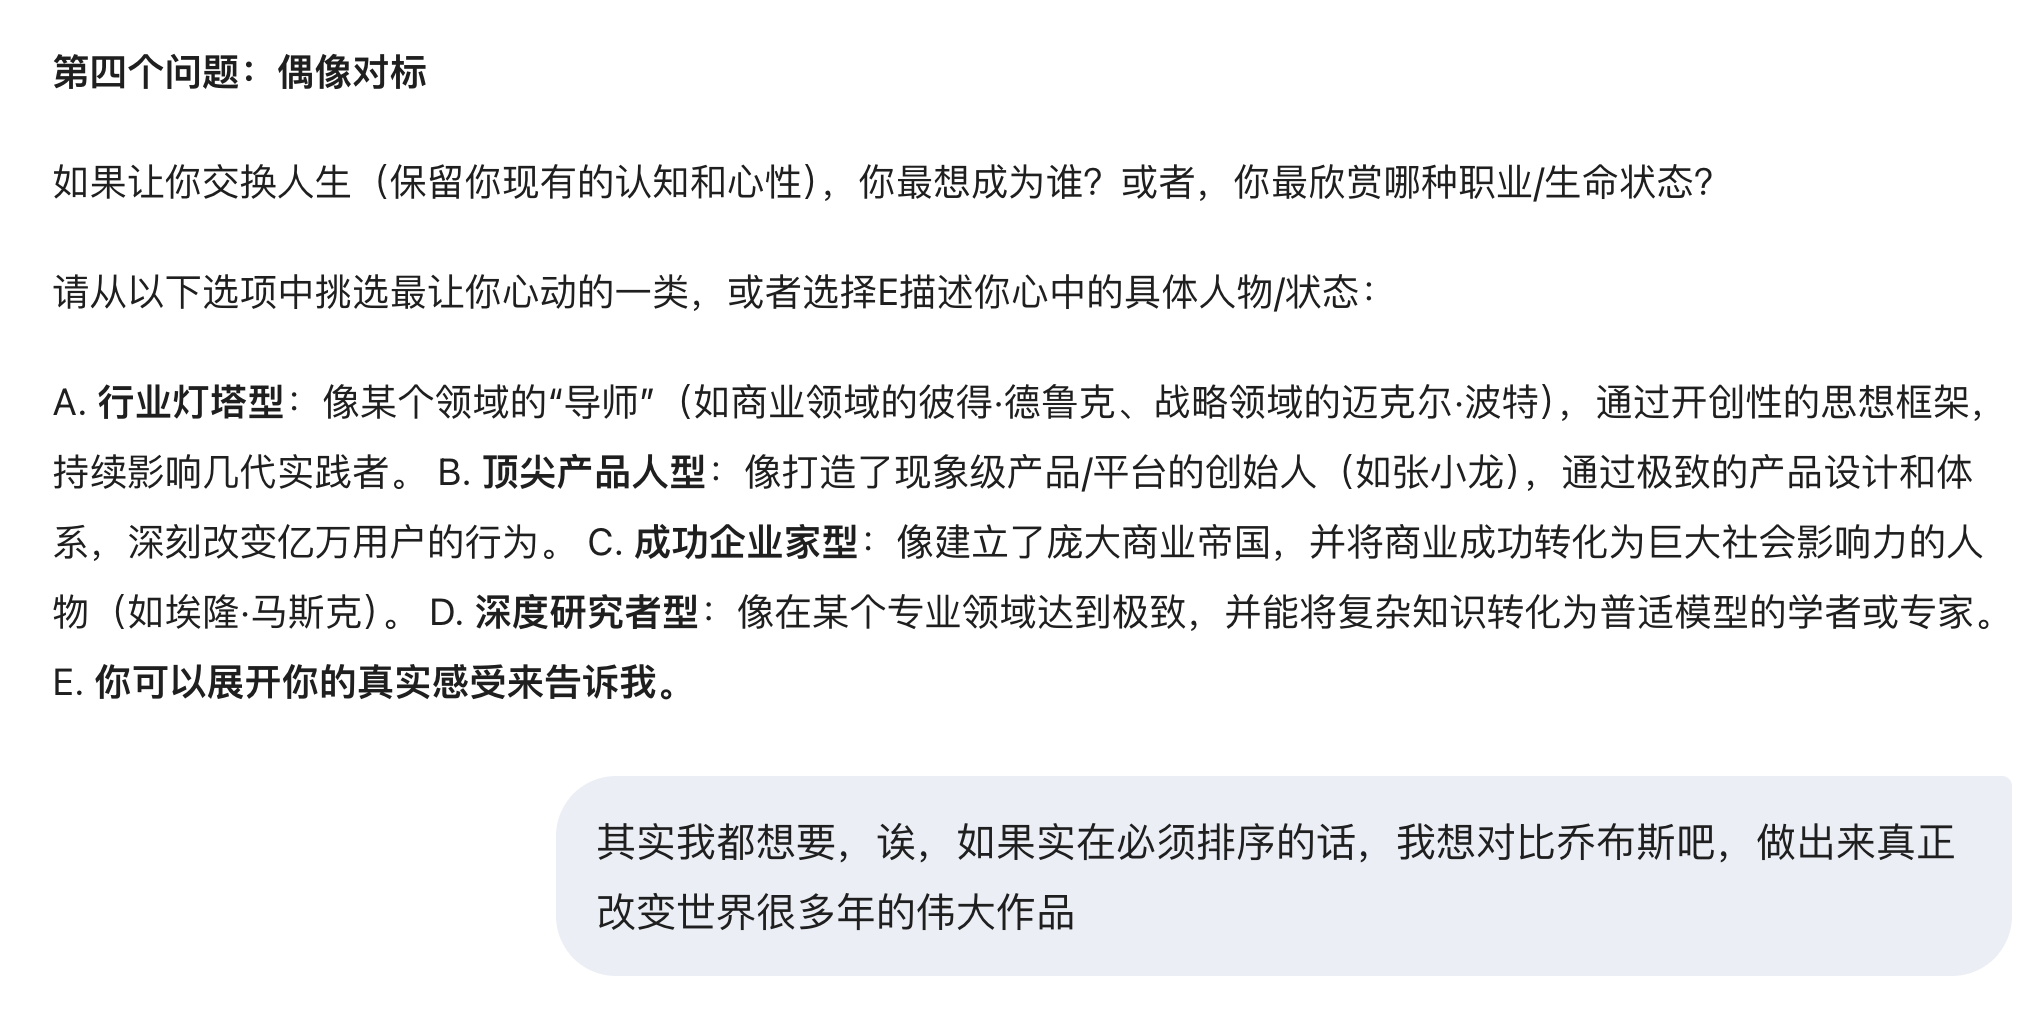 第四个问题：偶像对标
如果让你交换人生（保留你现有的认知和心性），你最想成为谁？或者，你最欣赏哪种职业/生命状态？
请从以下选项中挑选最让你心动的一类，或者选择E描述你心中的具体人物/状态：
A. 行业灯塔型：像某个领域的“导师”（如商业领域的彼得·德鲁克、战略领域的迈克尔·波特），通过开创性的思想框架，
持续影响几代实践者。 B. 顶尖产品人型：像打造了现象级产品/平台的创始人（如张小龙），通过极致的产品设计和体
系，深刻改变亿万用户的行为。 C. 成功企业家型：像建立了庞大商业帝国，并将商业成功转化为巨大社会影响力的人
物（如埃隆·马斯克）。 D. 深度研究者型：像在某个专业领域达到极致，并能将复杂知识转化为普适模型的学者或专家。
E. 你可以展开你的真实感受来告诉我。
其实我都想要，诶，如果实在必须排序的话，我想对比乔布斯吧，做出来真正
改变世界很多年的伟大作品